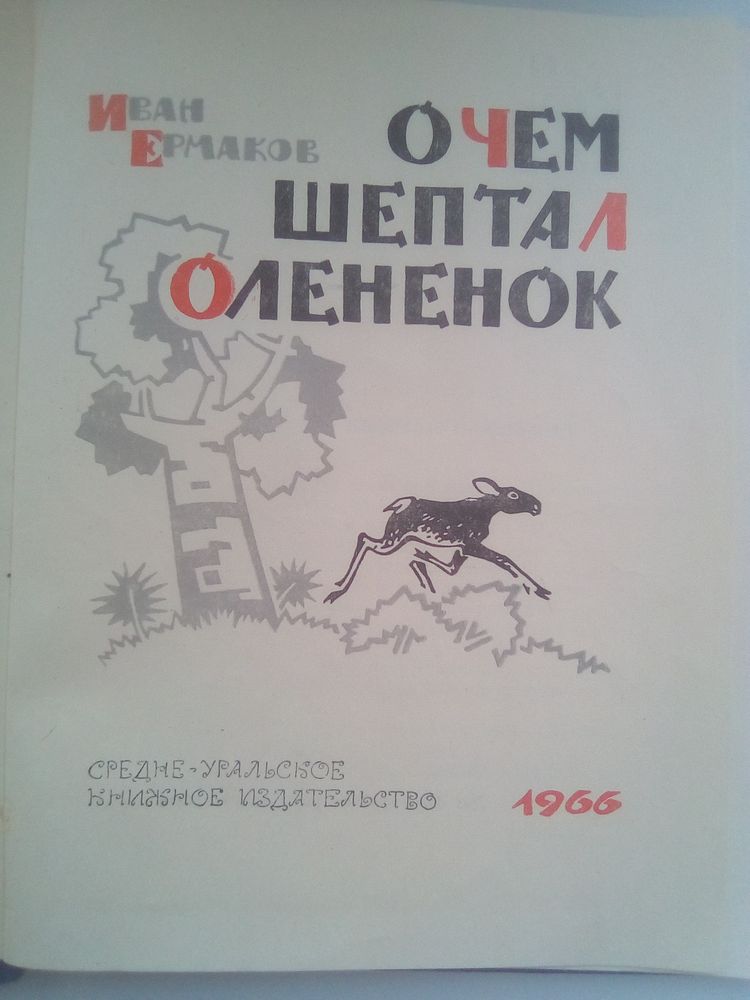 ИВАН
ЕРМАКОВ
О ЧЕМ
ШЕПТАЛ
ОЛЕНЕНОК
СРЕДНЕ-УРАЛЬСКОЕ
КНИЖНОЕ ИЗДАТЕЛЬСТВО
1966